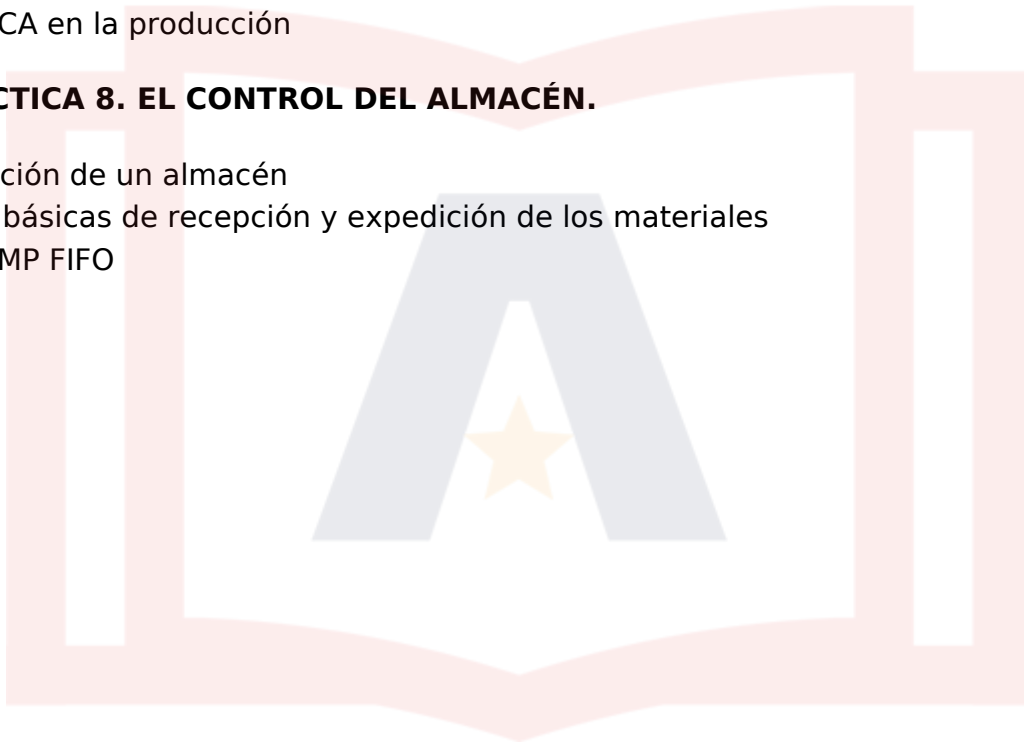 CA en la producción
CTICA 8. EL CONTROL DEL ALMACÉN.
ción de un almacén
básicas de recepción y expedición de los materiales
MP FIFO